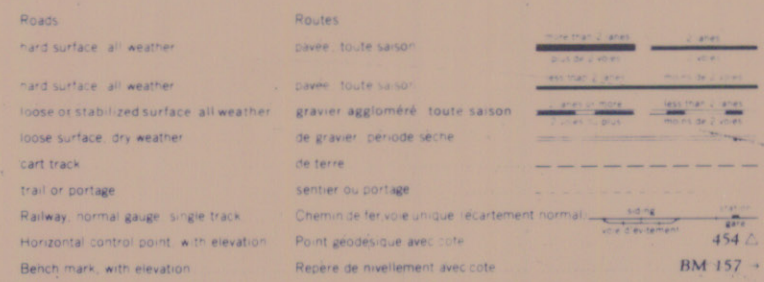 Roads Routes
more than 2 lanes 2 lanes
hard surface, all weather pavée, toute saison
plus de 2 voies 2 voies
less than 2 lanes moins de 2 voies
hard surface, all weather pavée, toute saison
loose or stabilized surface, all weather gravier aggloméré, toute saison 2 lanes or more less than 2 lanes
2 voies ou plus moins de 2 voies
loose surface, dry weather de gravier, période sèche
cart track de terre
trail or portage sentier ou portage
Railway, normal gauge, single track Chemin de fer, voie unique (écartement normal) siding station
voie d'évitement gare
Horizontal control point, with elevation Point géodésique avec cote 454
Bench mark, with elevation Repère de nivellement avec cote BM 157